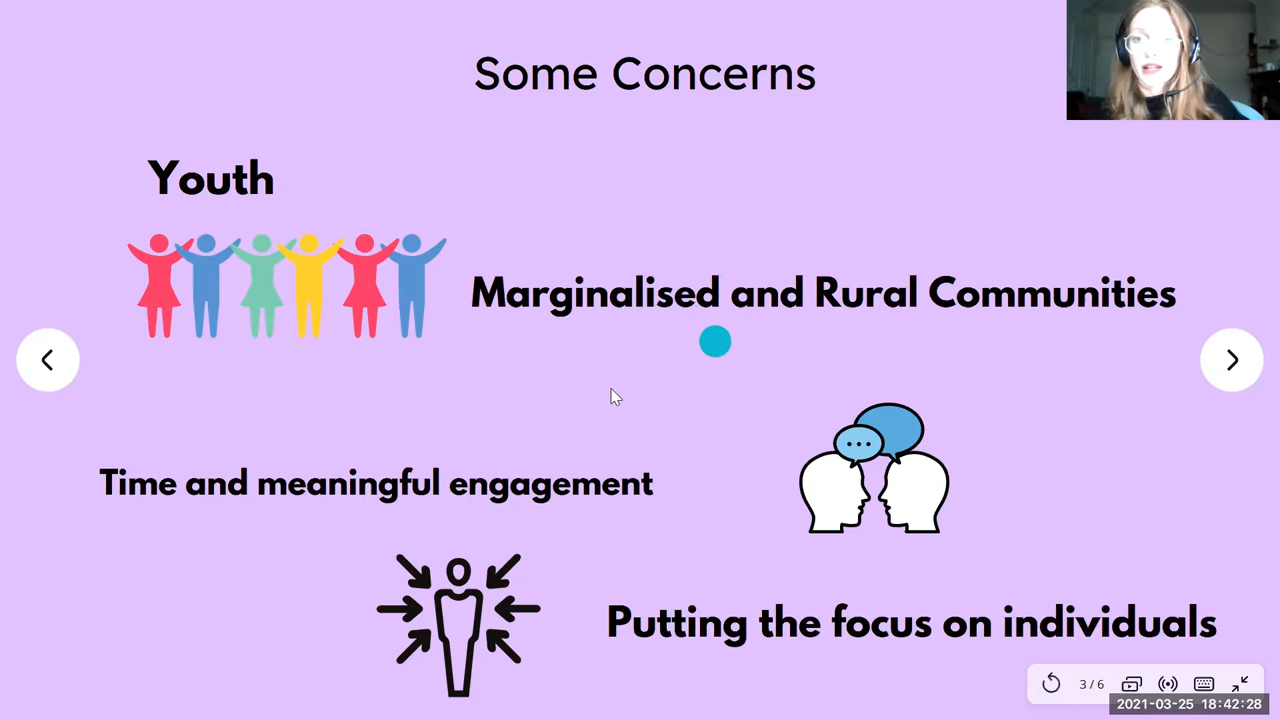 Some Concerns
Youth
Marginalised and Rural Communities
Time and meaningful engagement
Putting the focus on individuals
3 / 6
2021-03-25 18:42:28